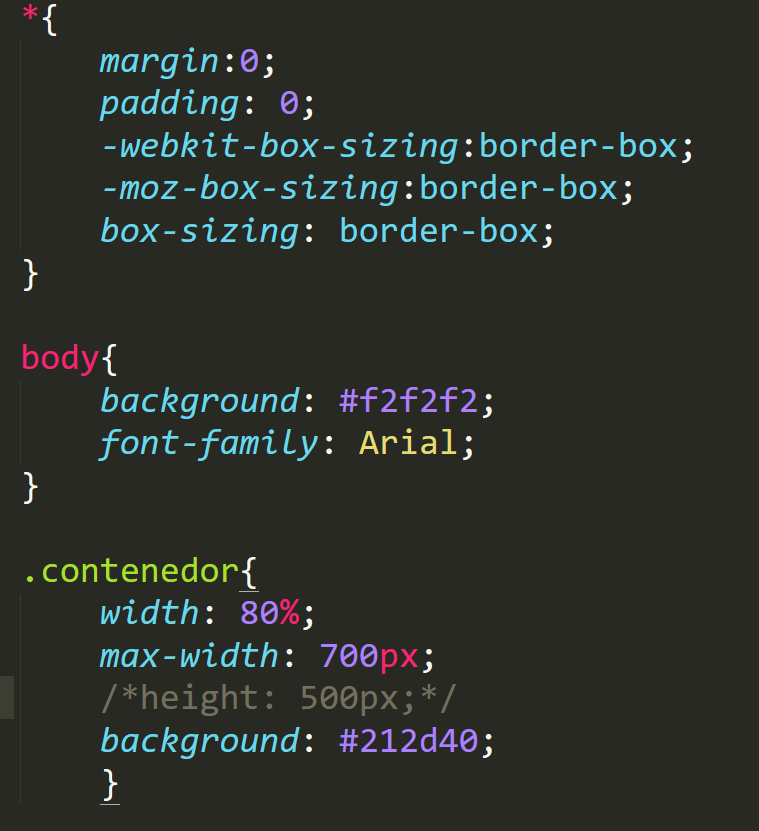 *{
    margin:0;
    padding: 0;
    -webkit-box-sizing:border-box;
    -moz-box-sizing:border-box;
    box-sizing: border-box;
}

body{
    background: #f2f2f2;
    font-family: Arial;
}

.contenedor{
    width: 80%;
    max-width: 700px;
    /*height: 500px;*/
    background: #212d40;
    }